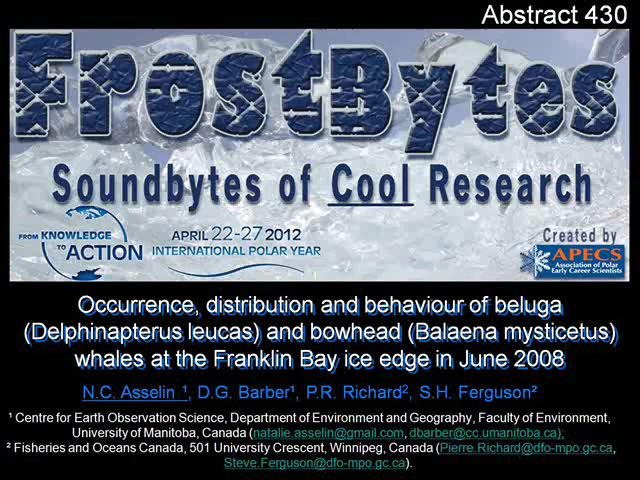 Abstract 430
FrostBytes
Soundbytes of Cool Research
FROM KNOWLEDGE
TO ACTION
APRIL 22-27 2012
INTERNATIONAL POLAR YEAR
Created by
APECS
Association of Polar
Early Career Scientists
Occurrence, distribution and behaviour of beluga
(Delphinapterus leucas) and bowhead (Balaena mysticetus)
whales at the Franklin Bay ice edge in June 2008
N.C. Asselin ¹, D.G. Barber¹, P.R. Richard², S.H. Ferguson²
¹ Centre for Earth Observation Science, Department of Environment and Geography, Faculty of Environment,
University of Manitoba, Canada (natalie.asselin@gmail.com, dbarber@cc.umanitoba.ca);
² Fisheries and Oceans Canada, 501 University Crescent, Winnipeg, Canada (Pierre.Richard@dfo-mpo.gc.ca,
Steve.Ferguson@dfo-mpo.gc.ca).